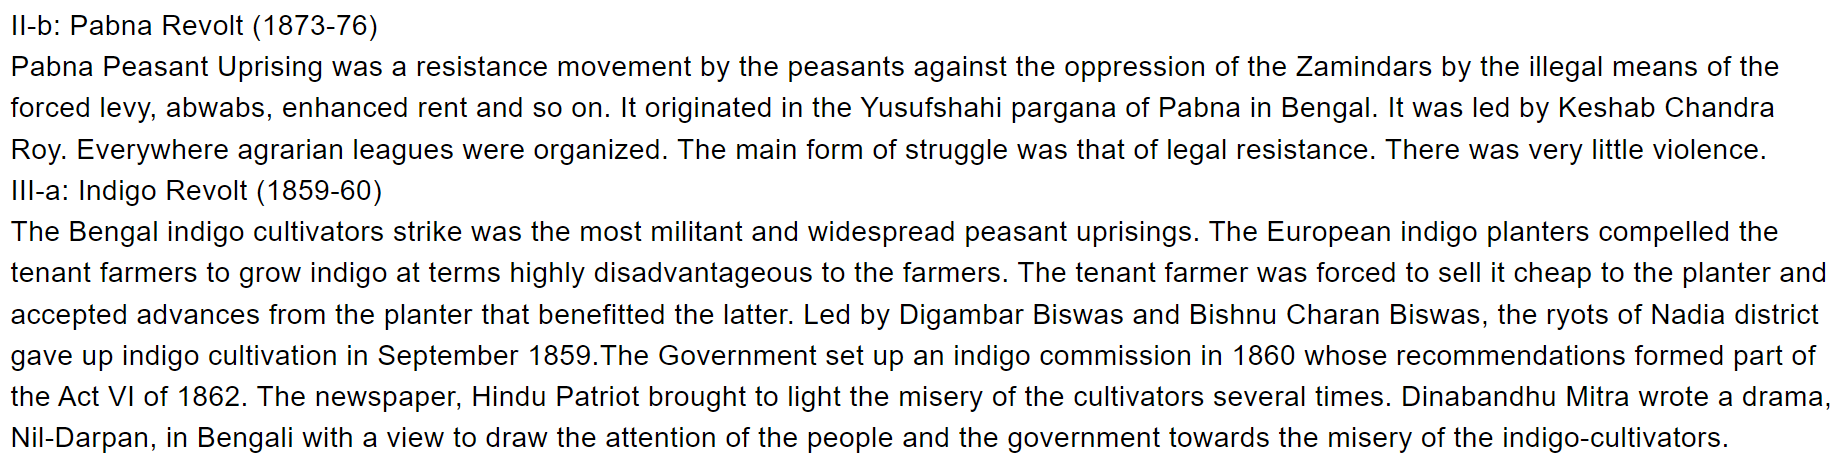 II-b: Pabna Revolt (1873-76)
Pabna Peasant Uprising was a resistance movement by the peasants against the oppression of the Zamindars by the illegal means of the
forced levy, abwabs, enhanced rent and so on. It originated in the Yusufshahi pargana of Pabna in Bengal. It was led by Keshab Chandra
Roy. Everywhere agrarian leagues were organized. The main form of struggle was that of legal resistance. There was very little violence.
III-a: Indigo Revolt (1859-60)
The Bengal indigo cultivators strike was the most militant and widespread peasant uprisings. The European indigo planters compelled the
tenant farmers to grow indigo at terms highly disadvantageous to the farmers. The tenant farmer was forced to sell it cheap to the planter and
accepted advances from the planter that benefitted the latter. Led by Digambar Biswas and Bishnu Charan Biswas, the ryots of Nadia district
gave up indigo cultivation in September 1859.The Government set up an indigo commission in 1860 whose recommendations formed part of
the Act VI of 1862. The newspaper, Hindu Patriot brought to light the misery of the cultivators several times. Dinabandhu Mitra wrote a drama,
Nil-Darpan, in Bengali with a view to draw the attention of the people and the government towards the misery of the indigo-cultivators.